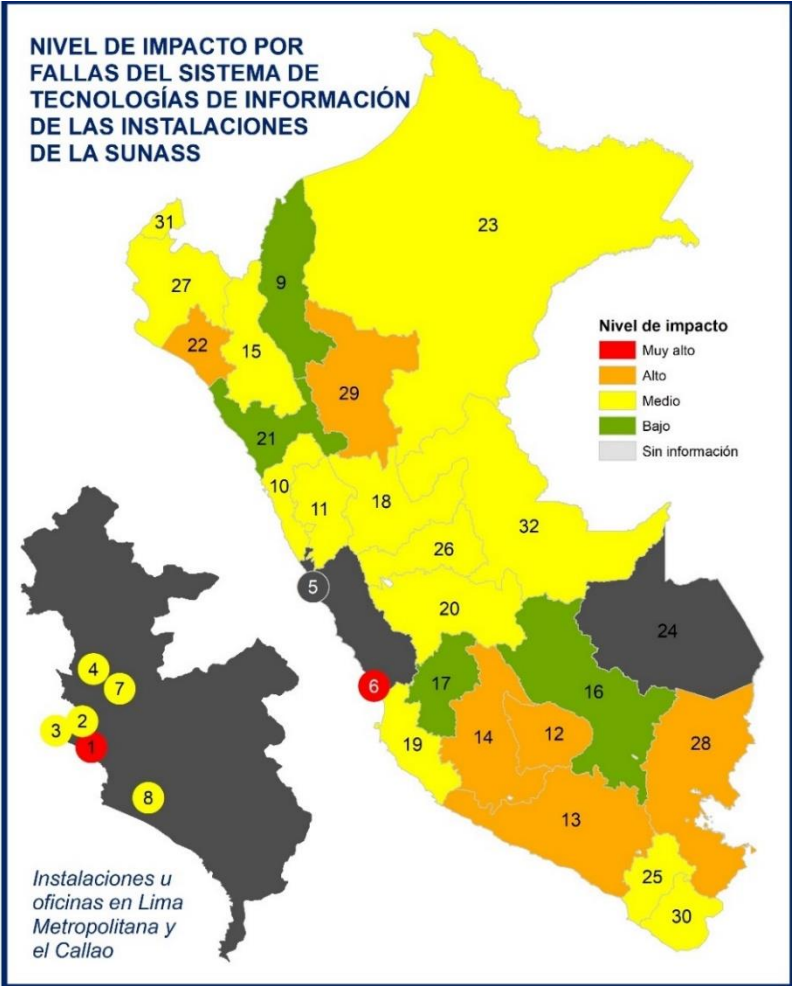 NIVEL DE IMPACTO POR
FALLAS DEL SISTEMA DE
TECNOLOGÍAS DE INFORMACIÓN
DE LAS INSTALACIONES
DE LA SUNASS
31
23
27
9
22
15
29
Nivel de impacto
Muy alto
Alto
Medio
Bajo
Sin información
21
10
11
18
32
26
5
20
24
4
7
6
17
16
2
3
1
19
14
12
28
8
13
25
30
Instalaciones u
oficinas en Lima
Metropolitana y
el Callao